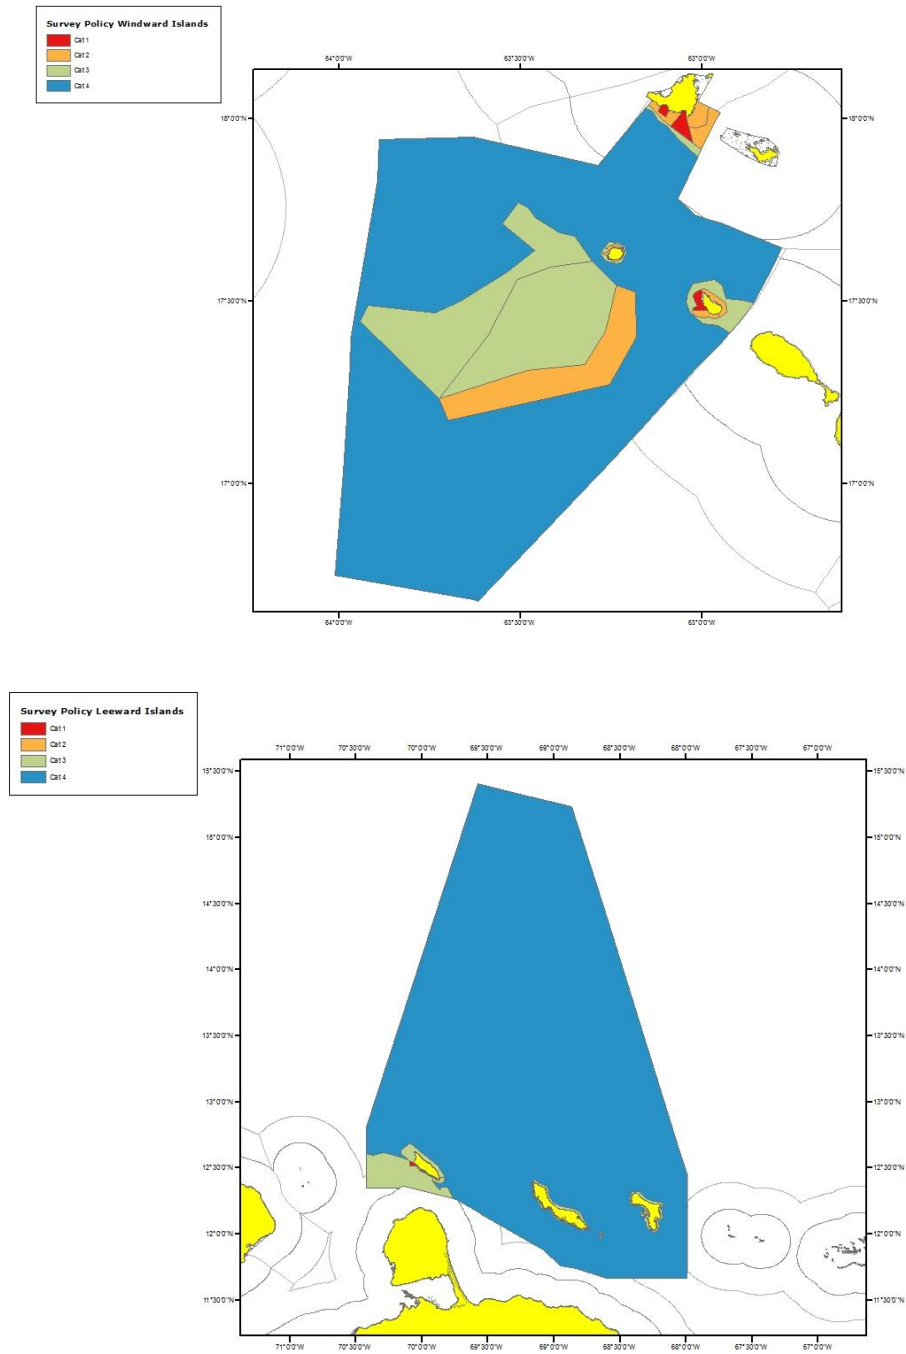 Survey Policy Windward Islands
Cat 1
Cat 2
Cat 3
Cat 4
64°0'0"W 63°30'0"W 63°0'0"W
18°0'0"N 18°0'0"N
17°30'0"N 17°30'0"N
17°0'0"N 17°0'0"N
64°0'0"W 63°30'0"W 63°0'0"W
Survey Policy Leeward Islands
Cat 1
Cat 2
Cat 3
Cat 4
71°0'0"W 70°30'0"W 70°0'0"W 69°30'0"W 69°0'0"W 68°30'0"W 68°0'0"W 67°30'0"W 67°0'0"W
15°30'0"N 15°30'0"N
15°0'0"N 15°0'0"N
14°30'0"N 14°30'0"N
14°0'0"N 14°0'0"N
13°30'0"N 13°30'0"N
13°0'0"N 13°0'0"N
12°30'0"N 12°30'0"N
12°0'0"N 12°0'0"N
11°30'0"N 11°30'0"N
71°0'0"W 70°30'0"W 70°0'0"W 69°30'0"W 69°0'0"W 68°30'0"W 68°0'0"W 67°30'0"W 67°0'0"W